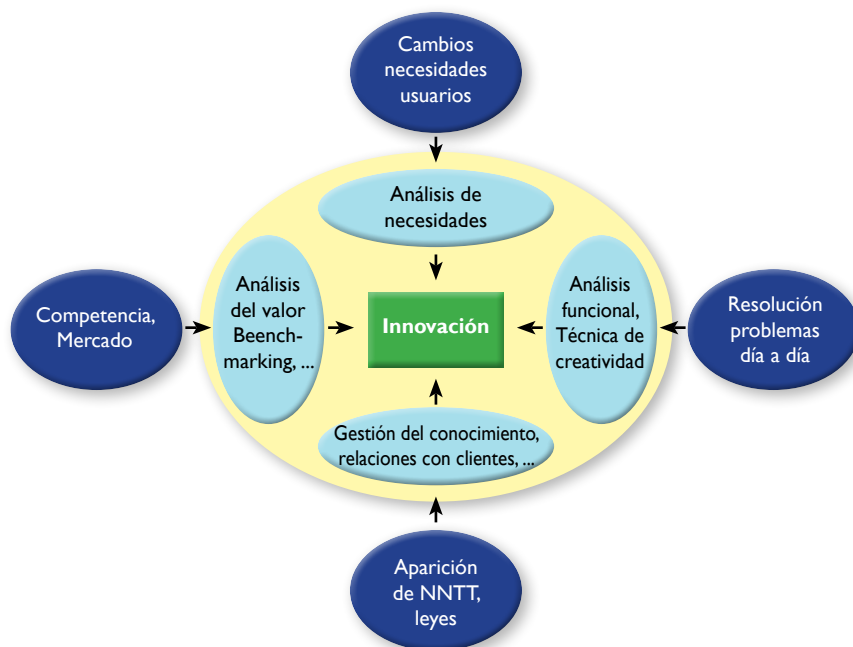 Cambios
necesidades
usuarios
Análisis de
necesidades
Competencia,
Mercado
Análisis
del valor
Beench-
marking, ...
Innovación
Análisis
funcional,
Técnica de
creatividad
Resolución
problemas
día a día
Gestión del conocimiento,
relaciones con clientes, ...
Aparición
de NNTT,
leyes